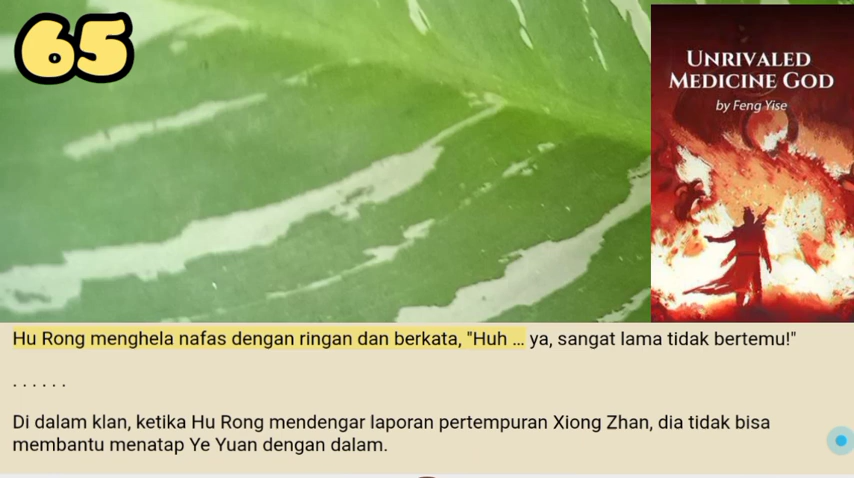 65
UNRIVALED
MEDICINE GOD
by Feng Yise
Hu Rong menghela nafas dengan ringan dan berkata, "Huh ... ya, sangat lama tidak bertemu!"
. . . . . .
Di dalam klan, ketika Hu Rong mendengar laporan pertempuran Xiong Zhan, dia tidak bisa
membantu menatap Ye Yuan dengan dalam.